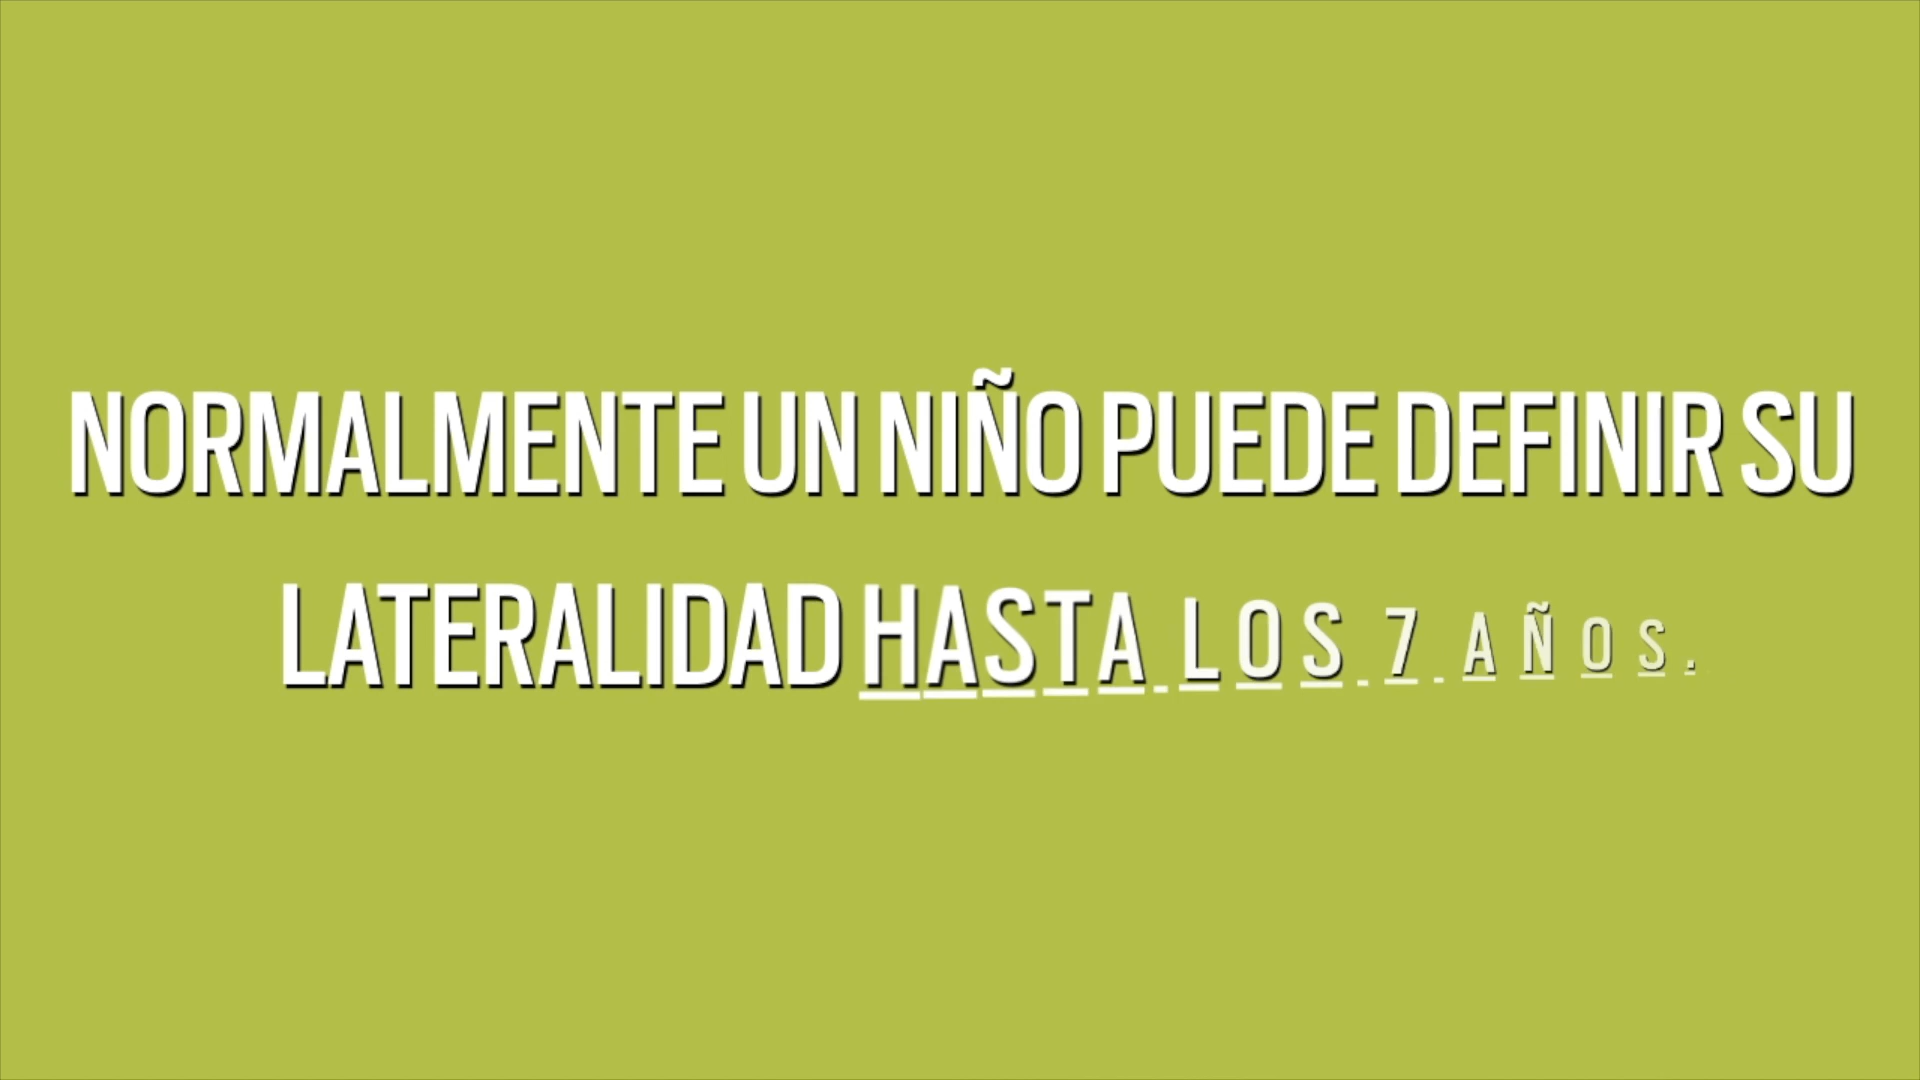 NORMALMENTE UN NIÑO PUEDE DEFINIR SU
LATERALIDAD HASTA LOS 7 AÑOS.